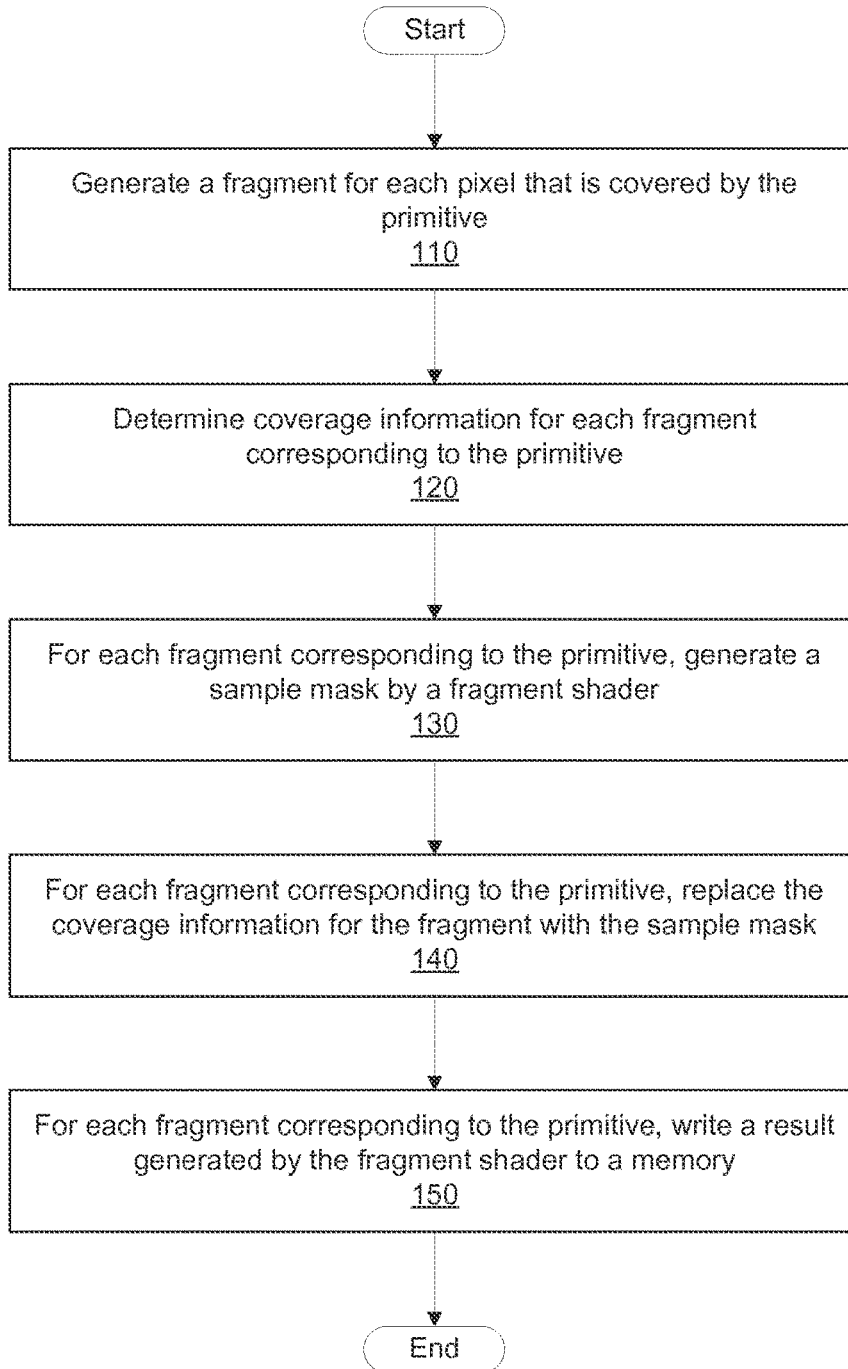 Start
Generate a fragment for each pixel that is covered by the
primitive
110
Determine coverage information for each fragment
corresponding to the primitive
120
For each fragment corresponding to the primitive, generate a
sample mask by a fragment shader
130
For each fragment corresponding to the primitive, replace the
coverage information for the fragment with the sample mask
140
For each fragment corresponding to the primitive, write a result
generated by the fragment shader to a memory
150
End